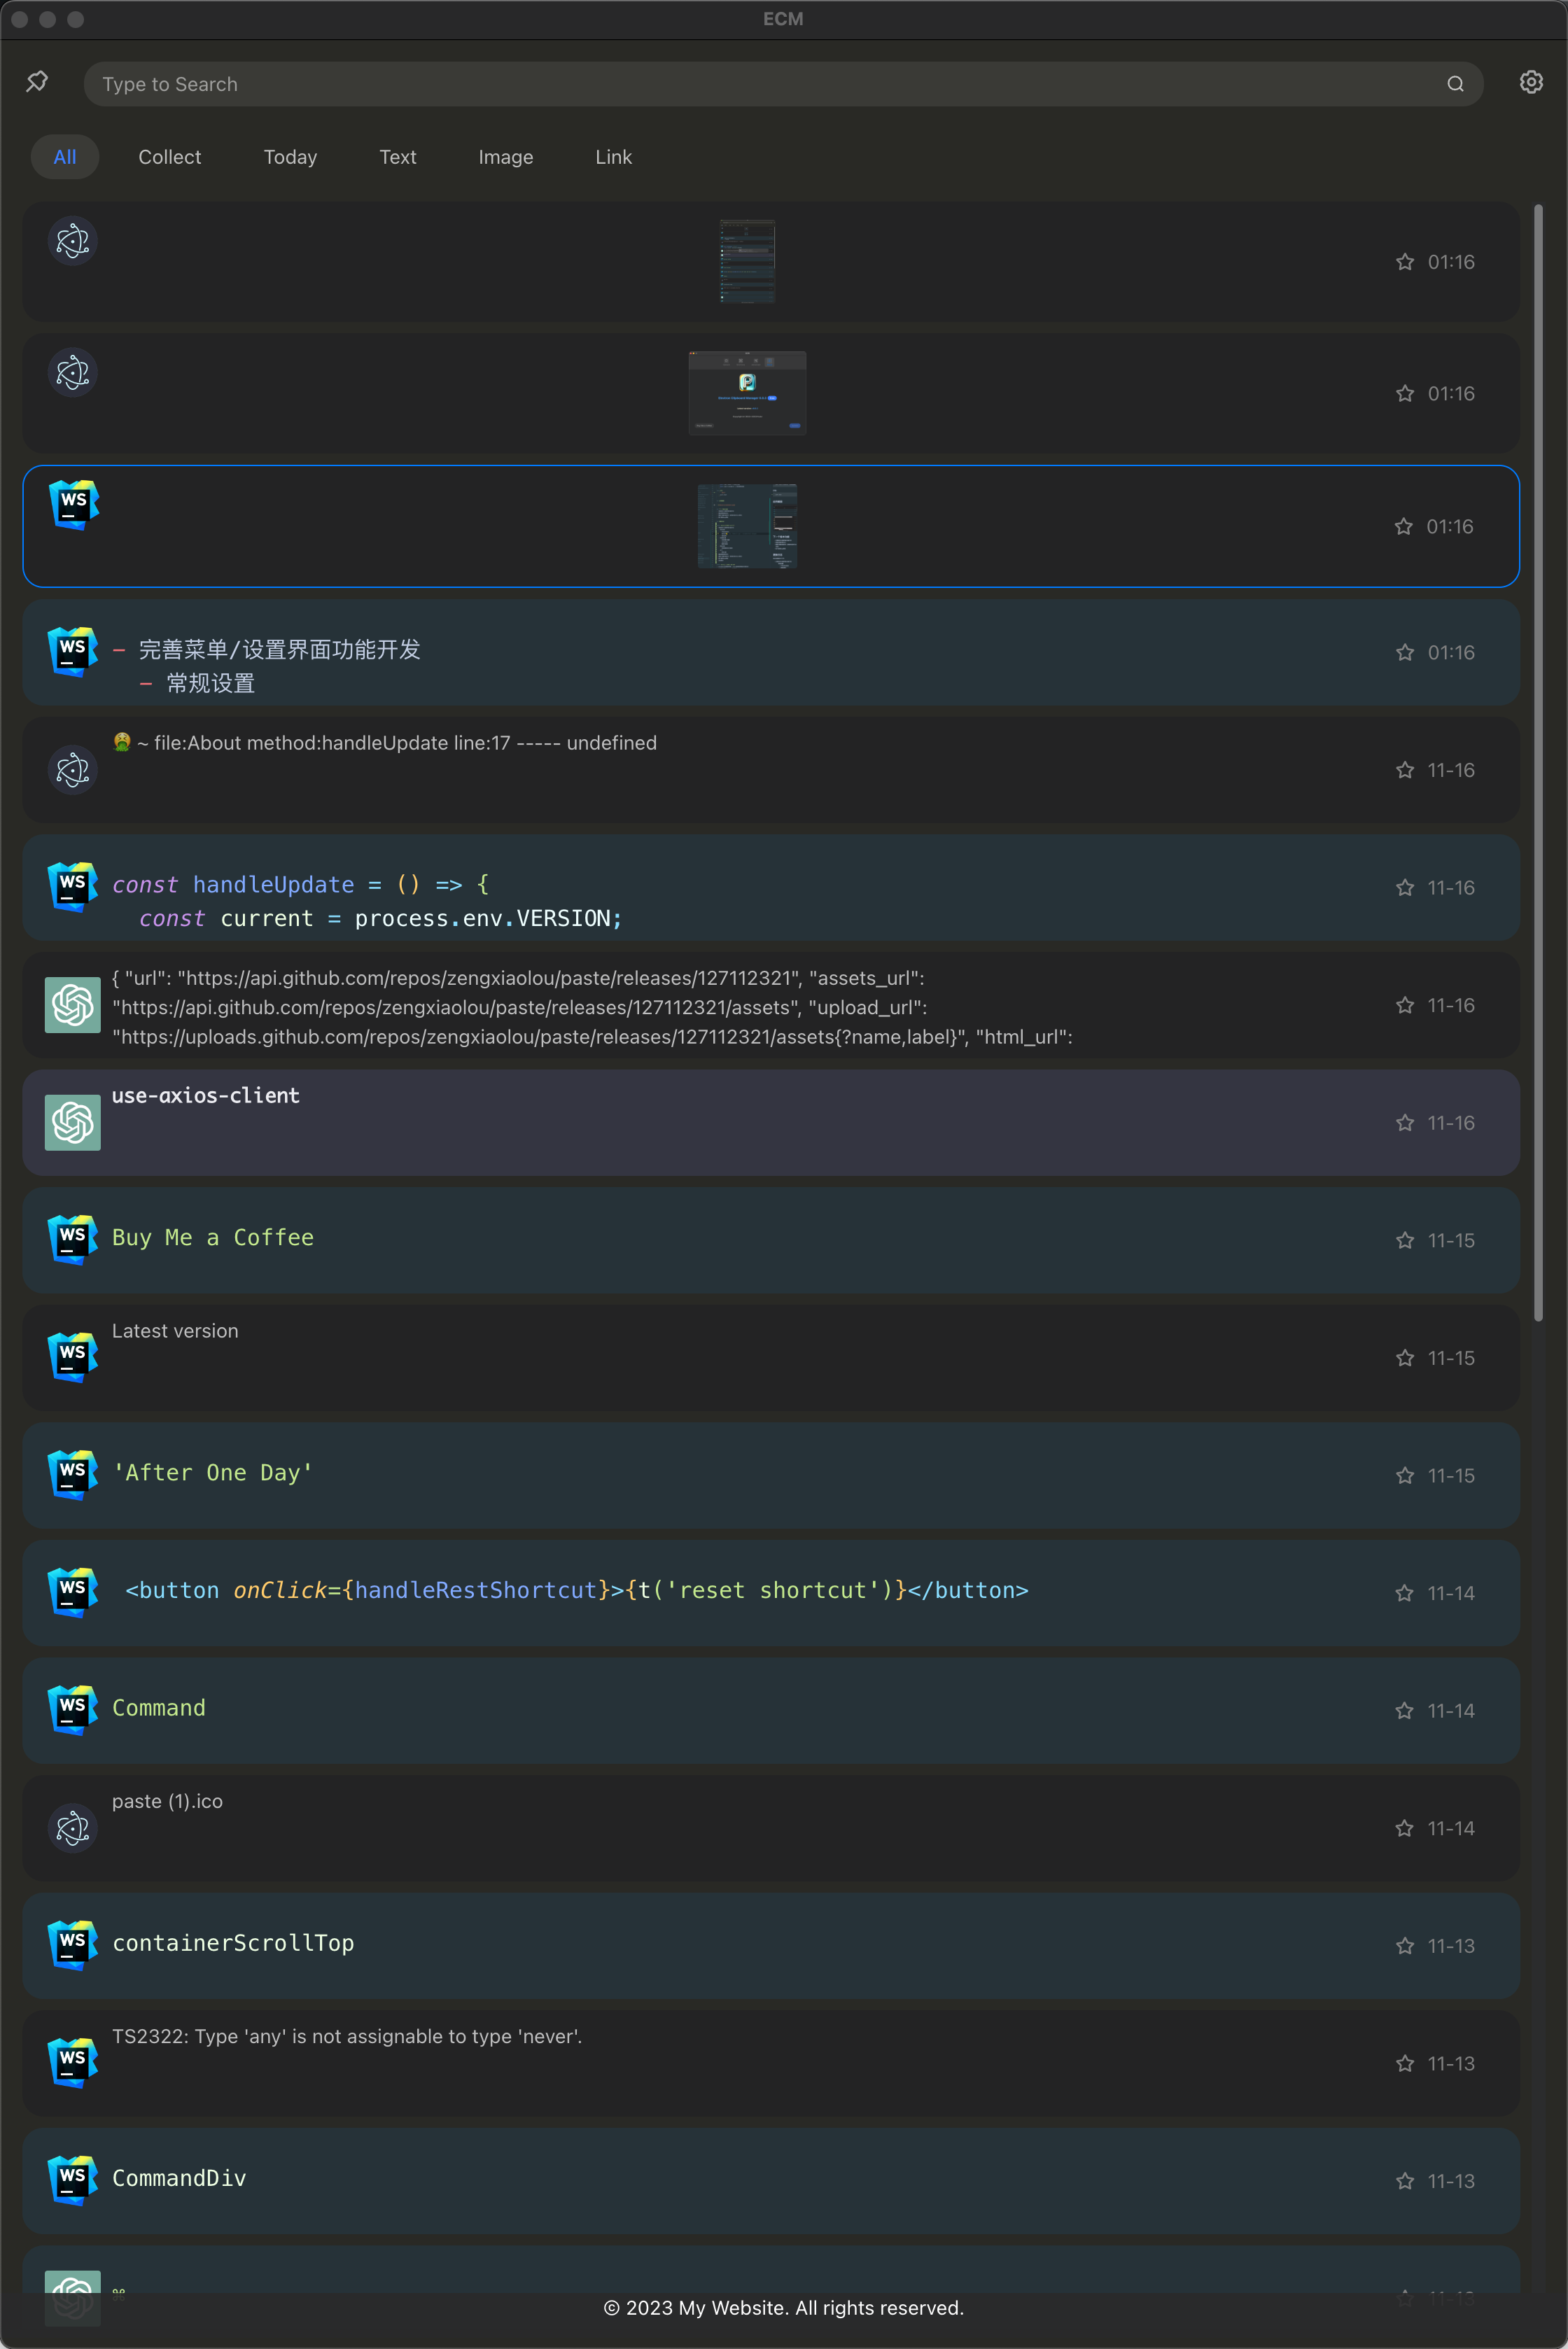 ECM
Type to Search
All Collect Today Text Image Link
01:16
01:16
WS
01:16
WS
- 完善菜单/设置界面功能开发
- 常规设置
01:16
🤮 ~ file:About method:handleUpdate line:17 ----- undefined
11-16
WS
const handleUpdate = () => {
const current = process.env.VERSION;
11-16
{ "url": "https://api.github.com/repos/zengxiaolou/paste/releases/127112321", "assets_url":
"https://api.github.com/repos/zengxiaolou/paste/releases/127112321/assets", "upload_url":
"https://uploads.github.com/repos/zengxiaolou/paste/releases/127112321/assets{?name,label}", "html_url":
11-16
use-axios-client
11-16
WS
Buy Me a Coffee
11-15
Latest version
WS
11-15
WS
'After One Day'
11-15
WS
<button onClick={handleRestShortcut}>{t('reset shortcut')}</button>
11-14
WS
Command
11-14
paste (1).ico
11-14
WS
containerScrollTop
11-13
TS2322: Type 'any' is not assignable to type 'never'.
WS
11-13
WS
CommandDiv
11-13
⌘
11-13
© 2023 My Website. All rights reserved.